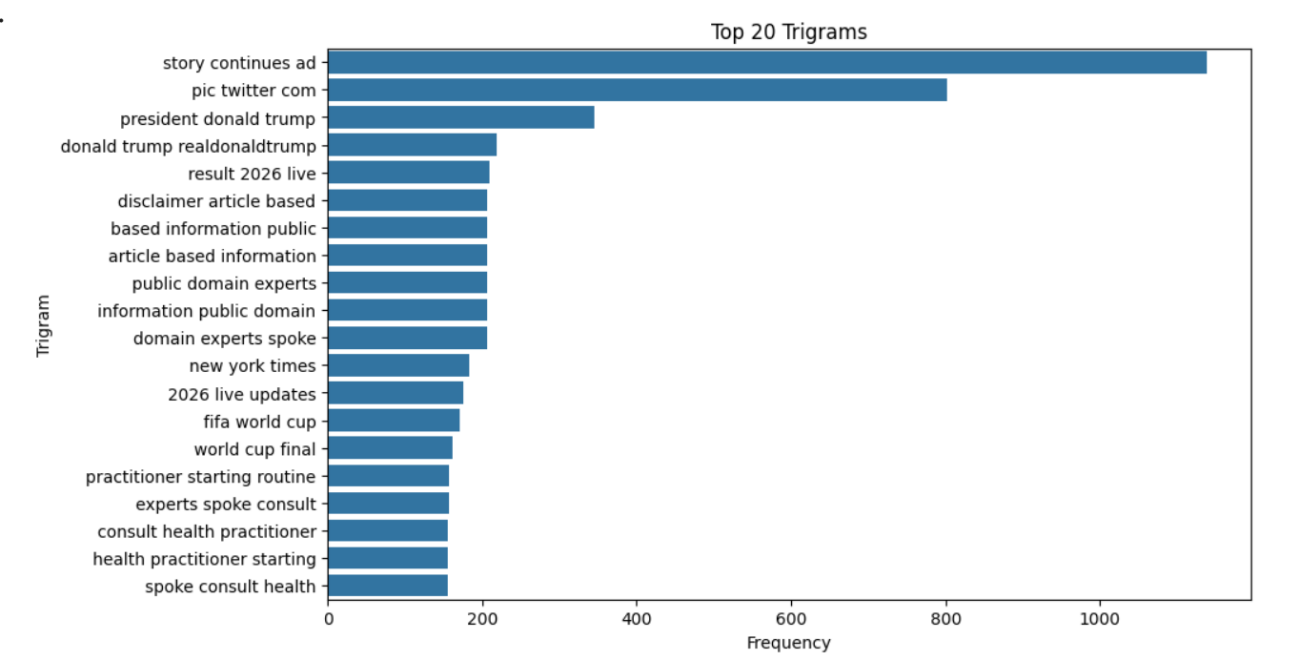 Top 20 Trigrams
story continues ad
pic twitter com
president donald trump
donald trump realdonaldtrump
result 2026 live
disclaimer article based
based information public
article based information
public domain experts
information public domain
domain experts spoke
new york times
2026 live updates
fifa world cup
world cup final
practitioner starting routine
experts spoke consult
consult health practitioner
health practitioner starting
spoke consult health
Trigram
0 200 400 600 800 1000
Frequency